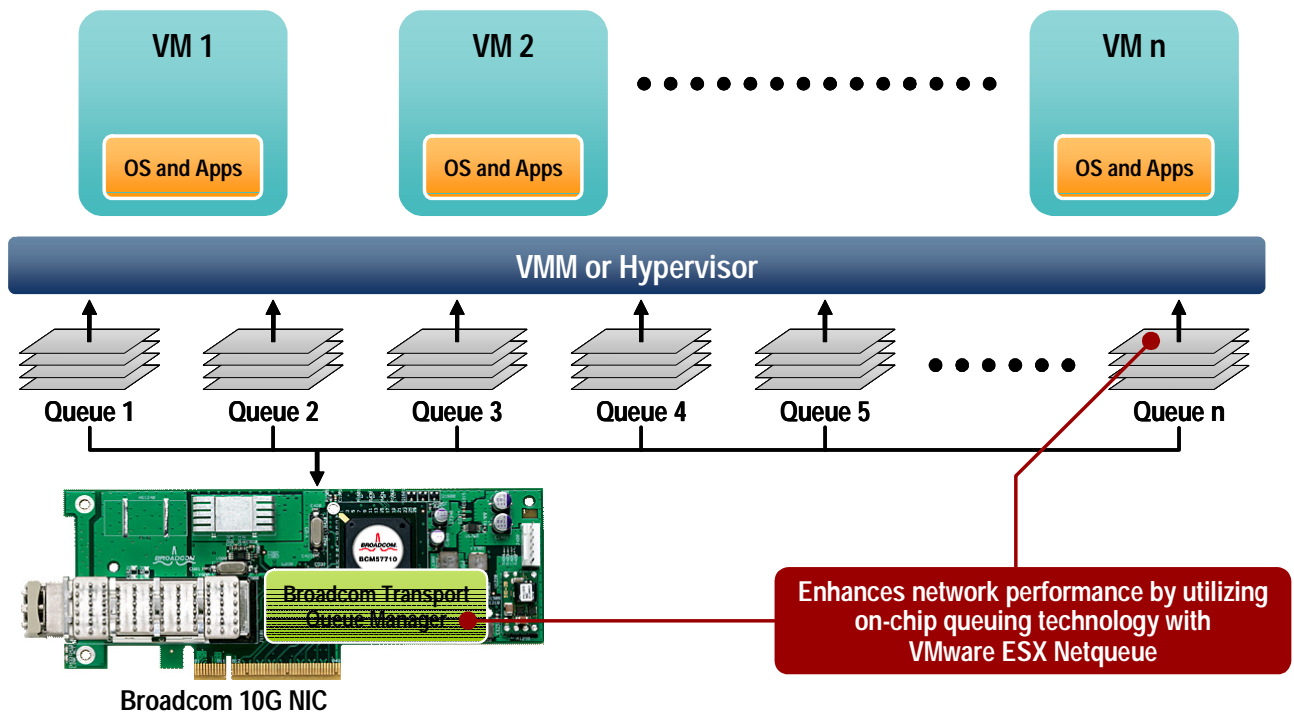 VM 1
VM 2
VM n
OS and Apps
OS and Apps
OS and Apps
VMM or Hypervisor
Queue 1
Queue 2
Queue 3
Queue 4
Queue 5
Queue n
BROADCOM
BROADCOM
BCM57710
Broadcom Transport
Queue Manager
Enhances network performance by utilizing
on-chip queuing technology with
VMware ESX Netqueue
Broadcom 10G NIC